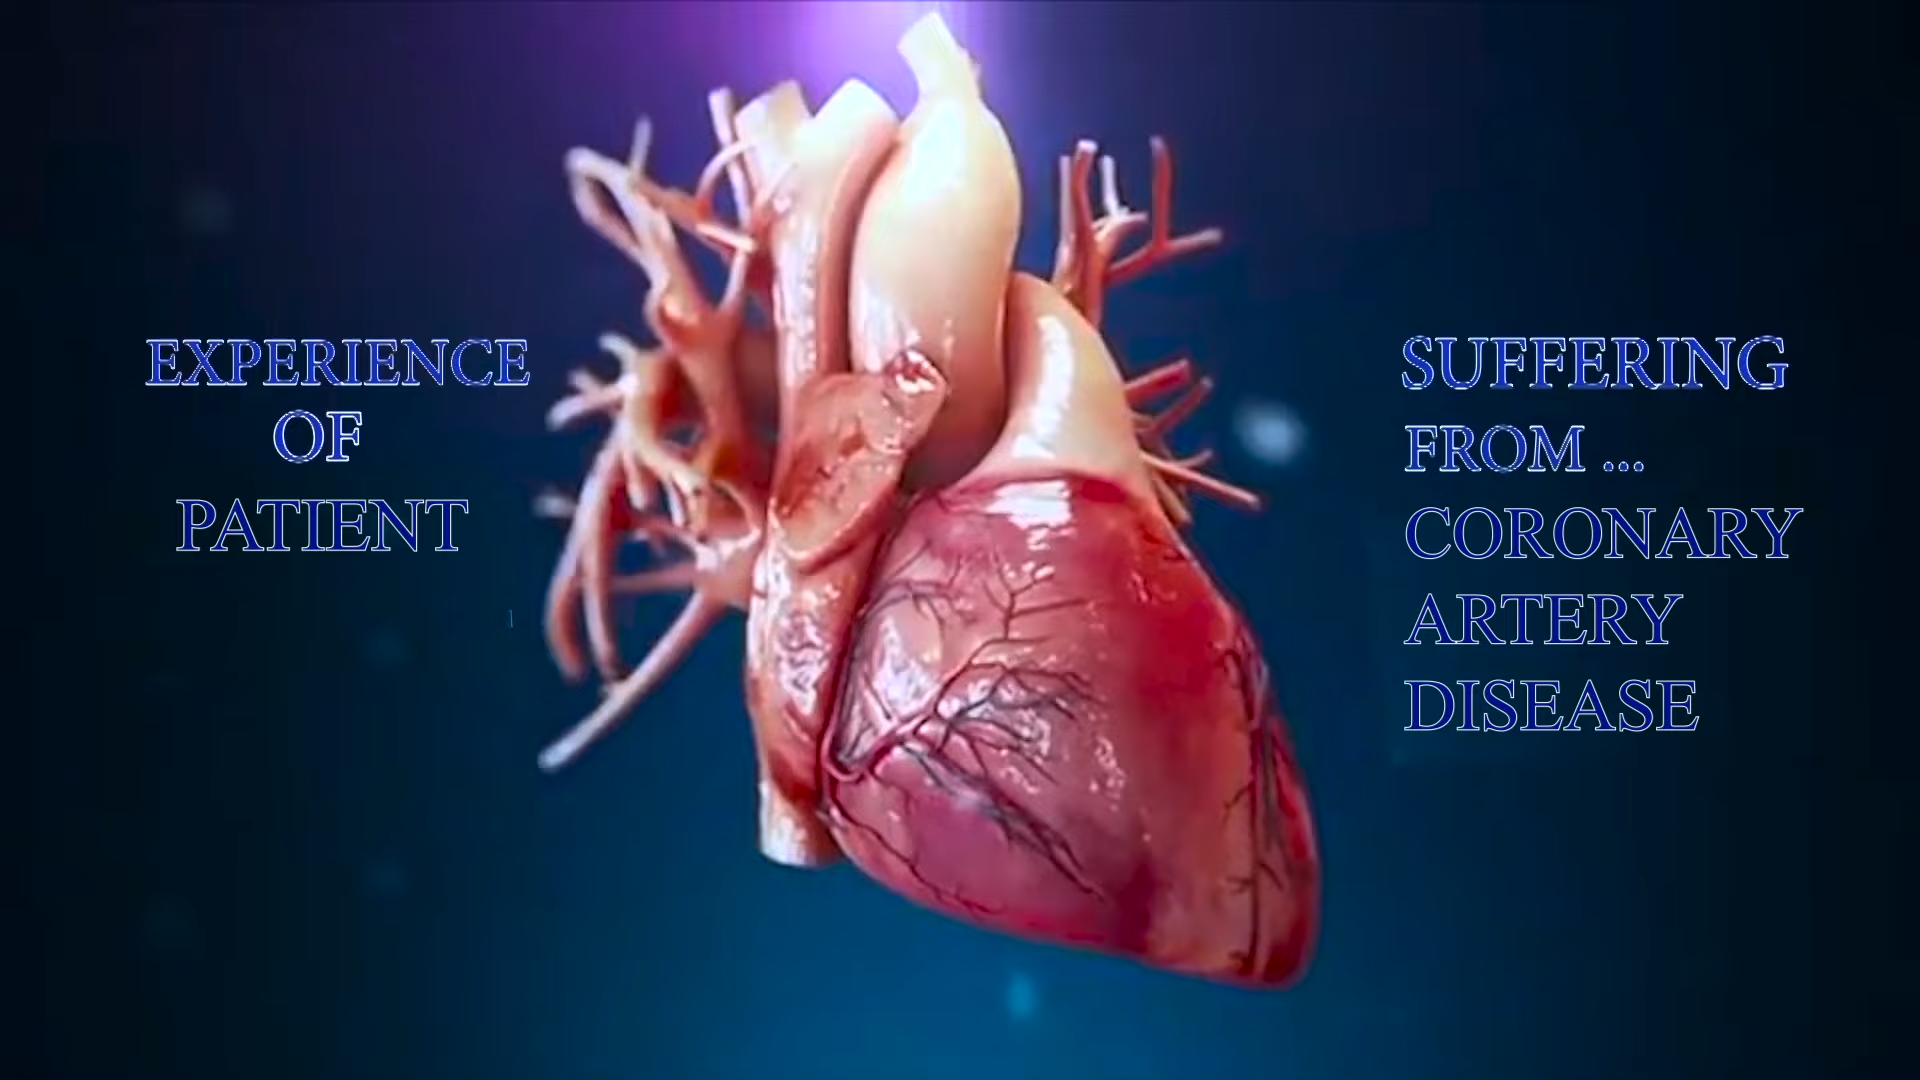 EXPERIENCE
OF
PATIENT
SUFFERING
FROM ...
CORONARY
ARTERY
DISEASE